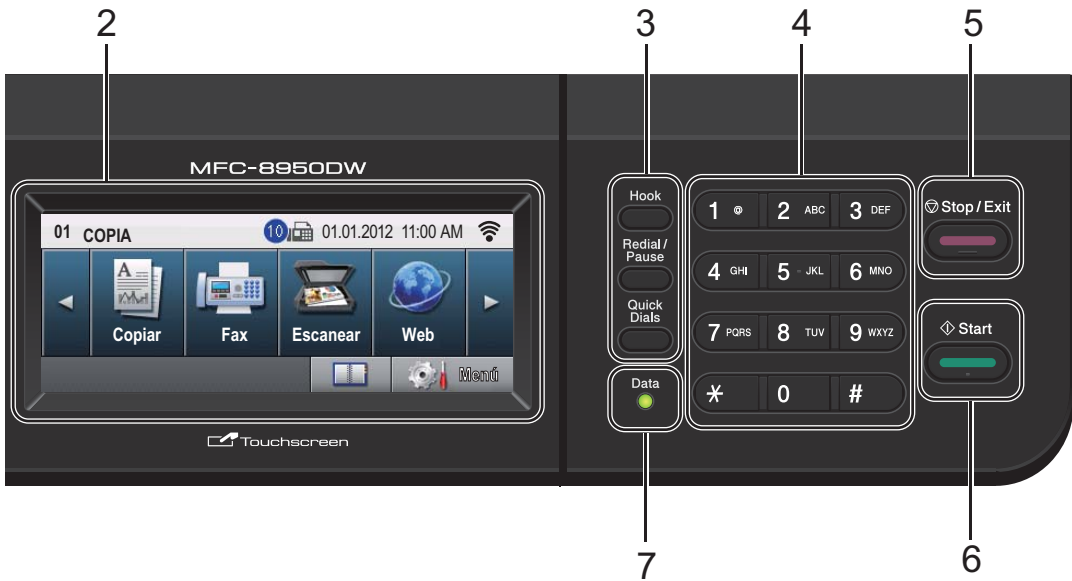 2
3
4
5
MFC-8950DW
01 COPIA
10
01.01.2012 11:00 AM
Copiar
Fax
Escanear
Web
Menú
Touchscreen
Hook
Redial /
Pause
Quick
Dials
Data
1 @
2 ABC
3 DEF
4 GHI
5 JKL
6 MNO
7 PQRS
8 TUV
9 WXYZ
*
0
#
Stop / Exit
Start
7
6